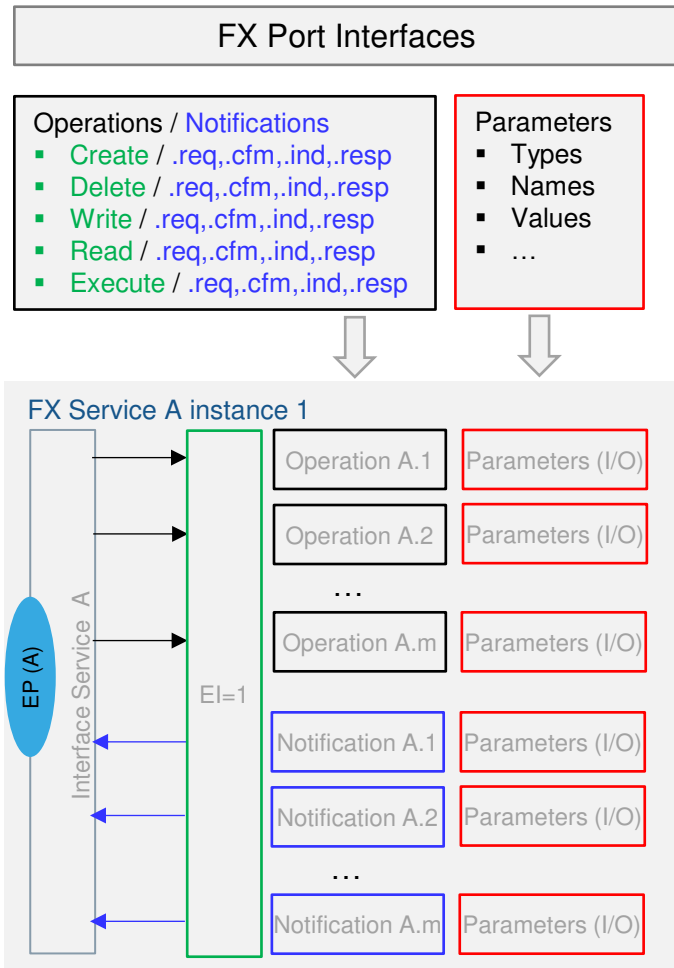 FX Port Interfaces
Operations / Notifications
▪ Create / .req,.cfm,.ind,.resp
▪ Delete / .req,.cfm,.ind,.resp
▪ Write / .req,.cfm,.ind,.resp
▪ Read / .req,.cfm,.ind,.resp
▪ Execute / .req,.cfm,.ind,.resp
Parameters
▪ Types
▪ Names
▪ Values
▪ …
FX Service A instance 1
EP (A)
Interface Service A
EI=1
Operation A.1
Parameters (I/O)
Operation A.2
Parameters (I/O)
…
Operation A.m
Parameters (I/O)
Notification A.1
Parameters (I/O)
Notification A.2
Parameters (I/O)
…
Notification A.m
Parameters (I/O)